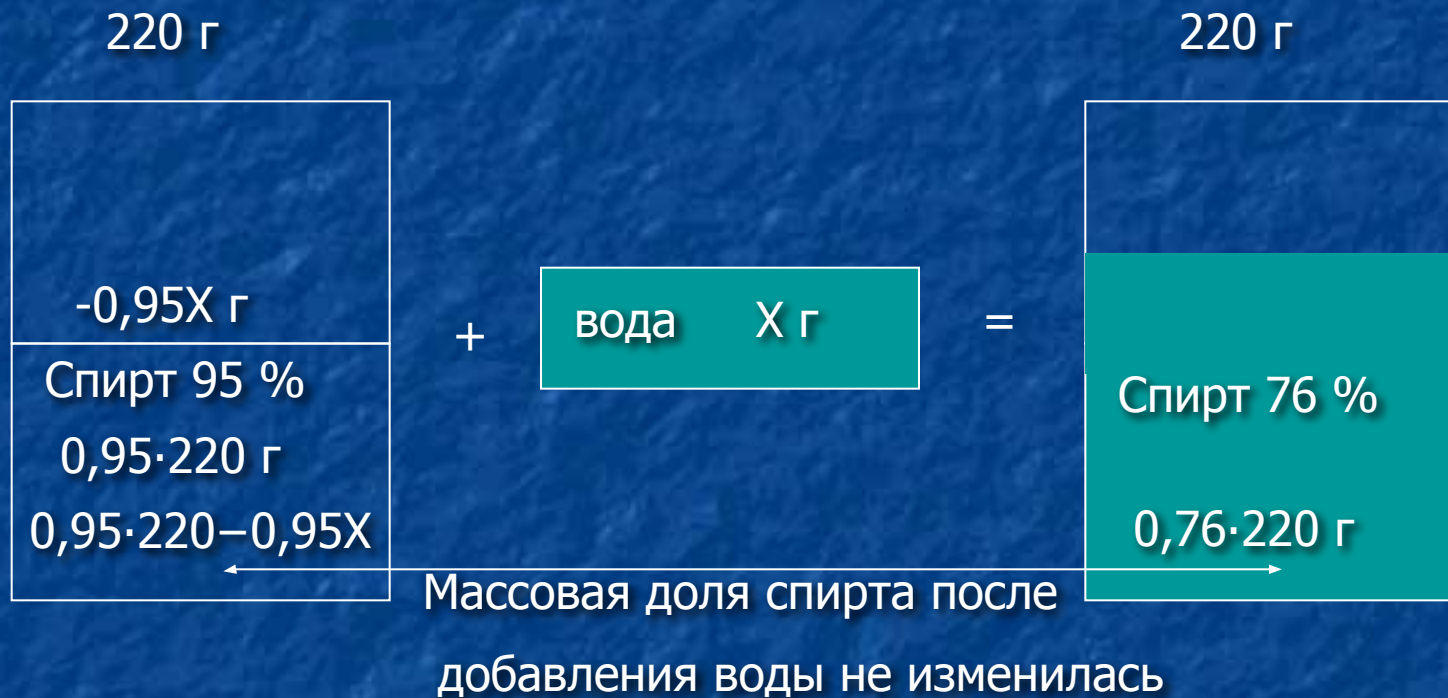 220 г
220 г
-0,95Х г
Спирт 95 %
0,95·220 г
0,95·220–0,95Х
+
вода Х г
=
Спирт 76 %
0,76·220 г
Массовая доля спирта после
добавления воды не изменилась